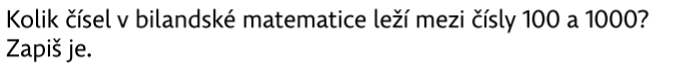 Kolik čísel v bilandské matematice leží mezi čísly 100 a 1000?
Zapiš je.